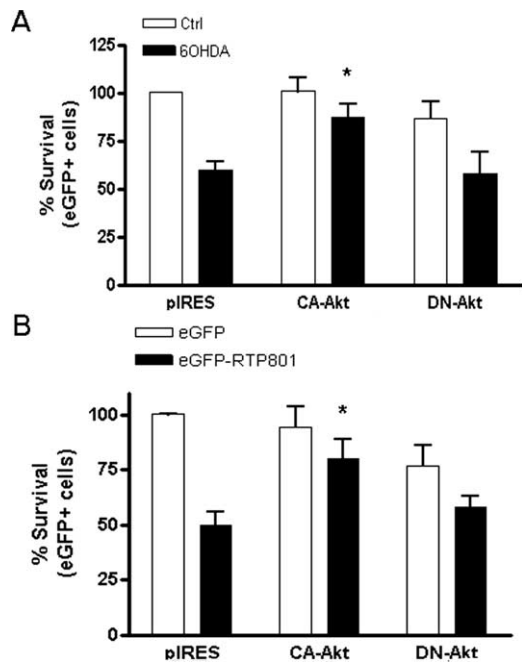 A
Ctrl
6OHDA
% Survival
(eGFP+ cells)
125
100
75
50
25
0
*
pIRES CA-Akt DN-Akt
B
eGFP
eGFP-RTP801
% Survival
(eGFP+ cells)
100
75
50
25
0
*
pIRES CA-Akt DN-Akt